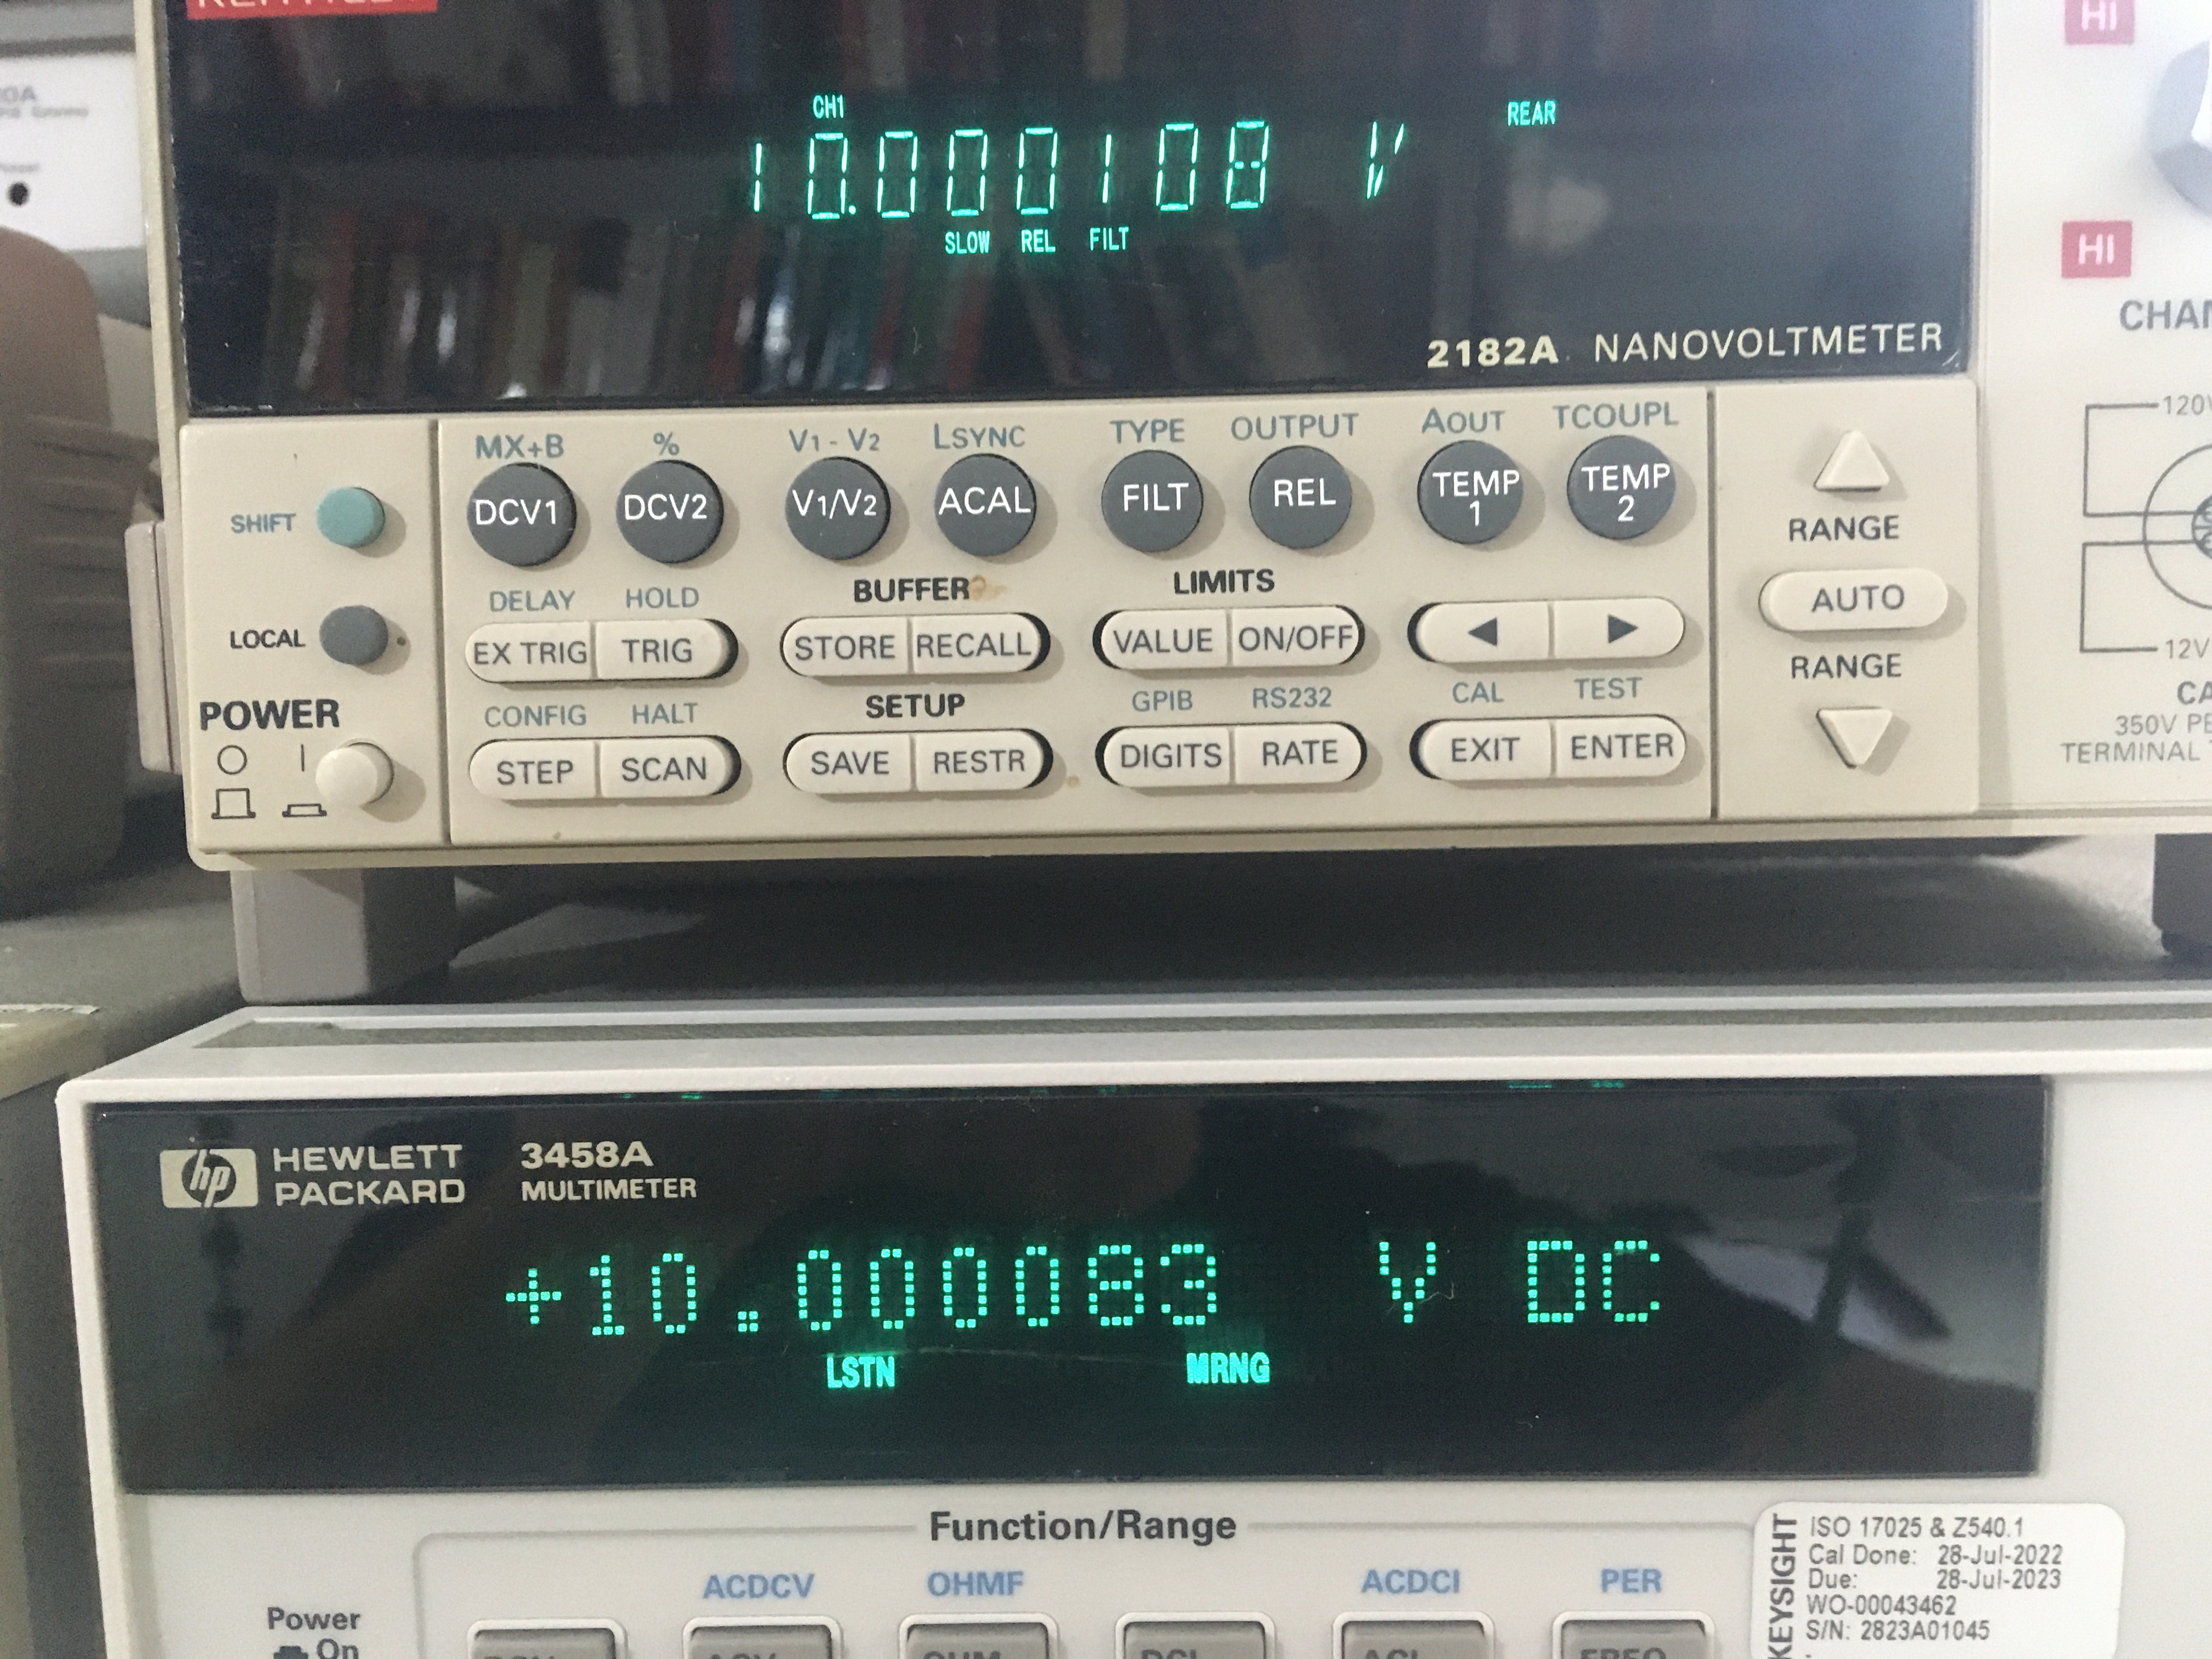 HI
CH1
REAR
10.000108 V
SLOW REL FILT
HI
2182A NANOVOLTMETER
MX+B % V1 - V2 LSYNC TYPE OUTPUT AOUT TCOUPL
120V
SHIFT DCV1 DCV2 V1/V2 ACAL FILT REL TEMP 1 TEMP 2
RANGE
DELAY HOLD BUFFER LIMITS
AUTO
LOCAL EX TRIG TRIG STORE RECALL VALUE ON/OFF ◀ ▶
RANGE
12V
POWER CONFIG HALT SETUP GPIB RS232 CAL TEST
350V
TERMINAL
STEP SCAN SAVE RESTR DIGITS RATE EXIT ENTER
hp HEWLETT PACKARD
3458A
MULTIMETER
+10.000083 V DC
LSTN MRNG
Function/Range
ACDCV OHMF ACDCI PER
Power
On
KEYSIGHT
ISO 17025 & Z540.1
Cal Done: 28-Jul-2022
Due: 28-Jul-2023
WO-00043462
S/N: 2823A01045